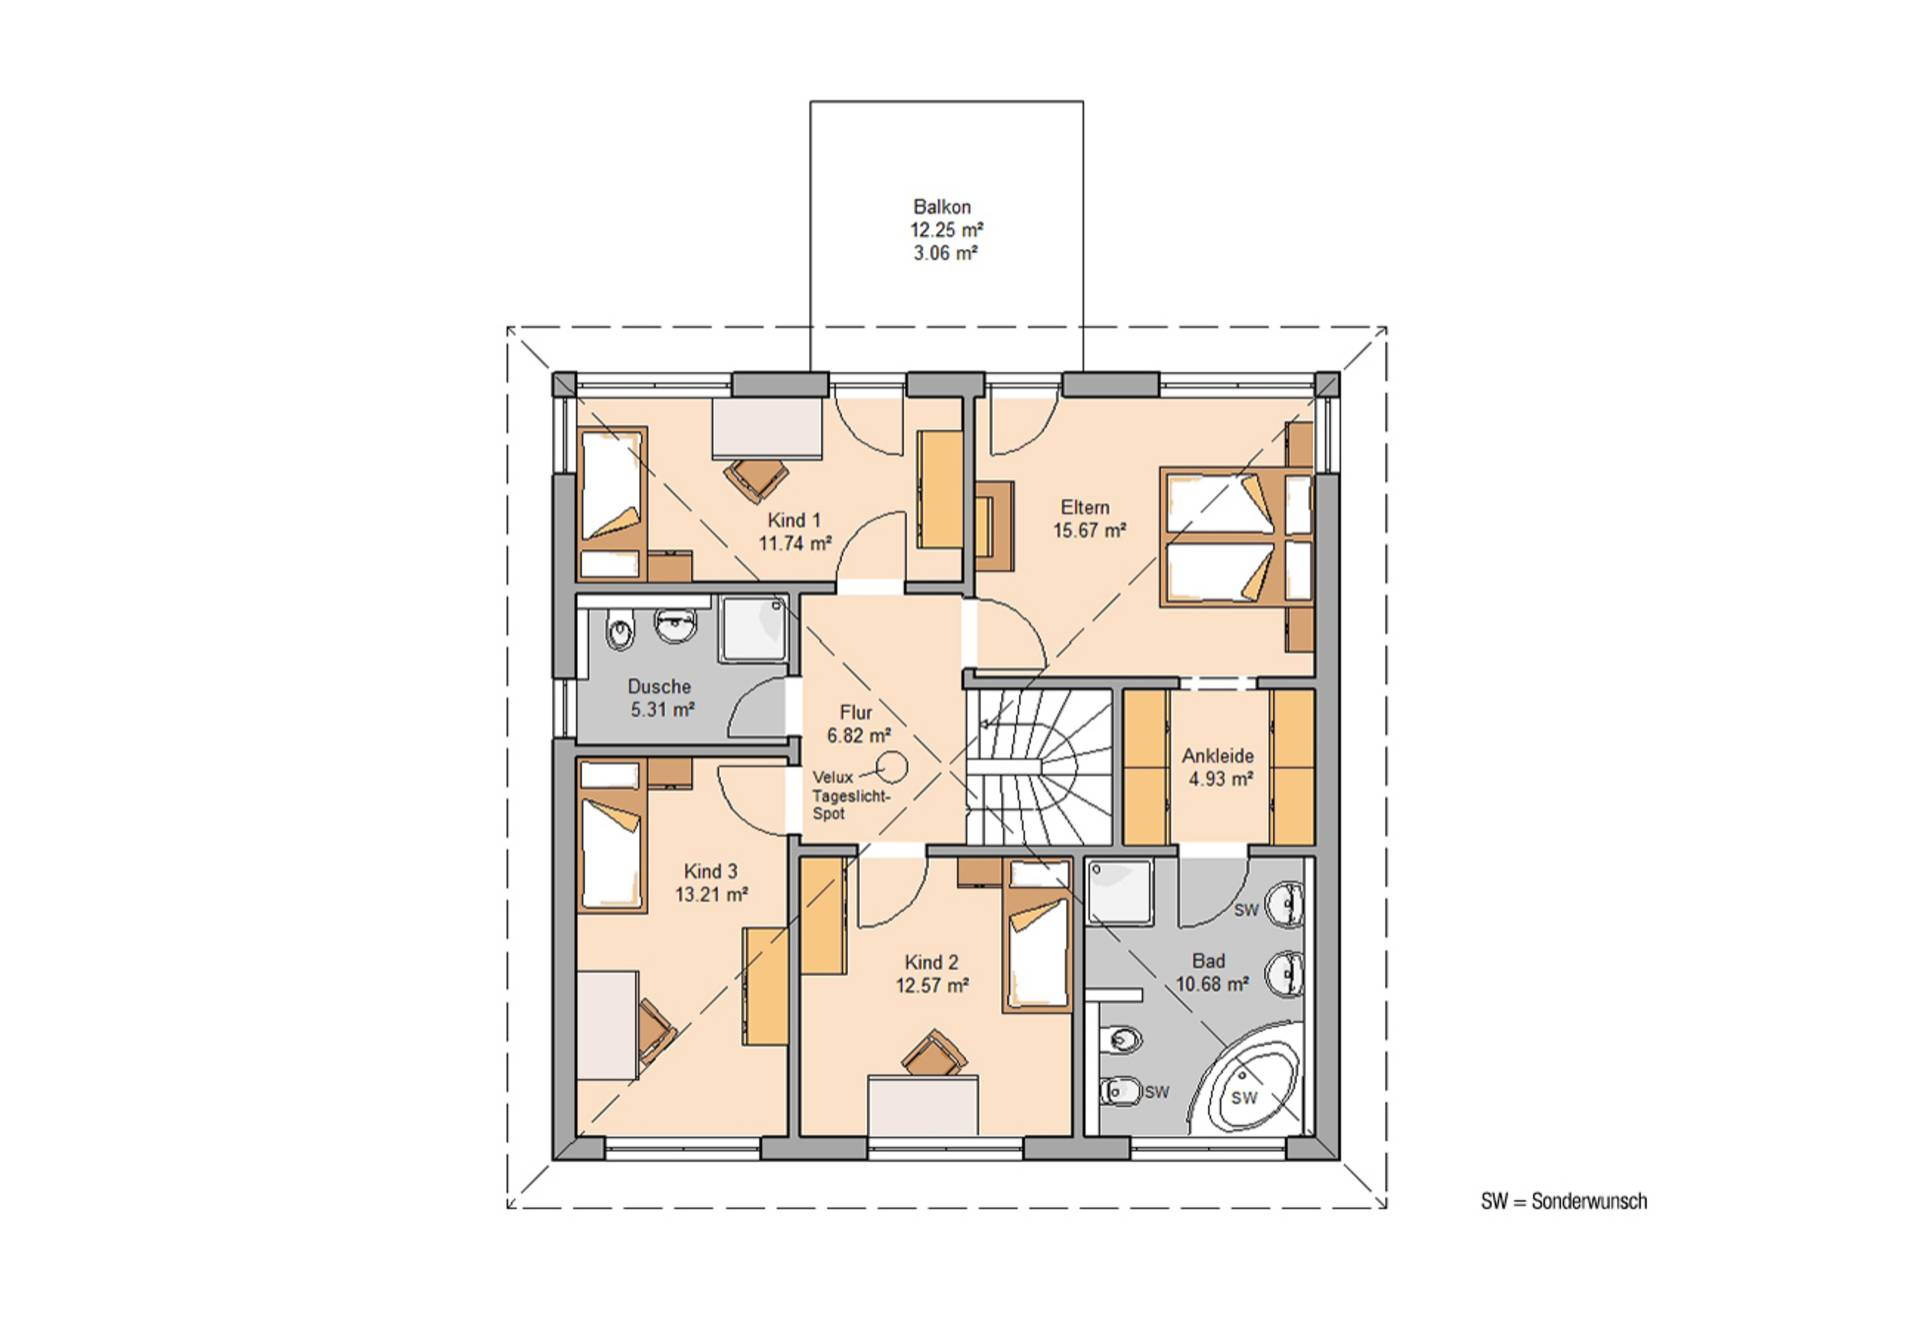 Balkon
12.25 m²
3.06 m²
Kind 1
11.74 m²
Eltern
15.67 m²
Dusche
5.31 m²
Flur
6.82 m²
Velux
Tageslicht-
Spot
Ankleide
4.93 m²
Kind 3
13.21 m²
Kind 2
12.57 m²
SW
Bad
10.68 m²
SW
SW
SW = Sonderwunsch